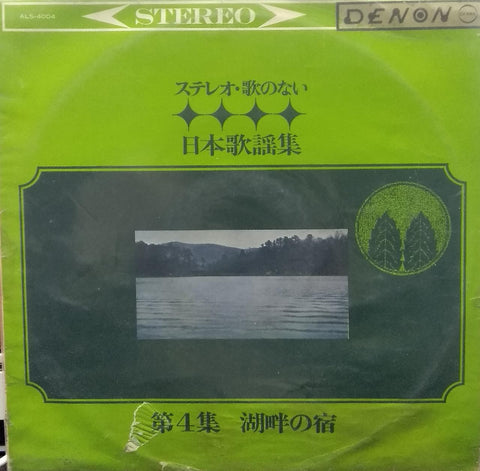 ALS-4004
STEREO
DENON
ステレオ・歌のない
日本歌謡集
第4集 湖畔の宿